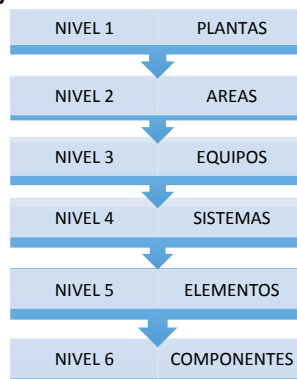 NIVEL 1 PLANTAS
NIVEL 2 AREAS
NIVEL 3 EQUIPOS
NIVEL 4 SISTEMAS
NIVEL 5 ELEMENTOS
NIVEL 6 COMPONENTES